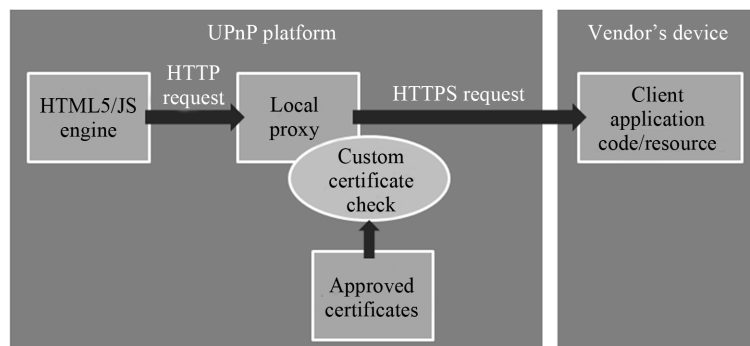 UPnP platform
Vendor's device
HTTP
request
HTML5/JS
engine
Local
proxy
HTTPS request
Client
application
code/resource
Custom
certificate
check
Approved
certificates